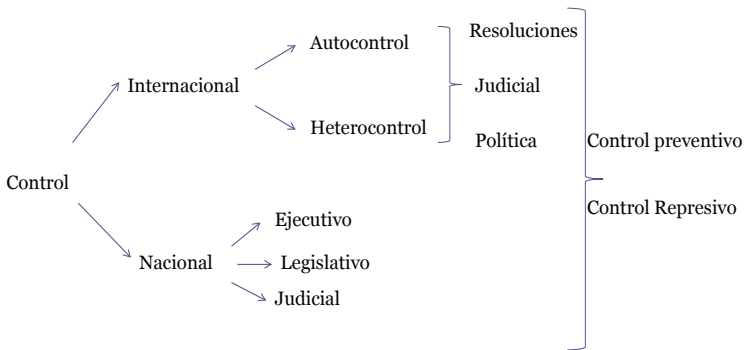 Control
Internacional
Autocontrol
Heterocontrol
Resoluciones
Judicial
Política
Nacional
Ejecutivo
Legislativo
Judicial
Control preventivo
Control Represivo